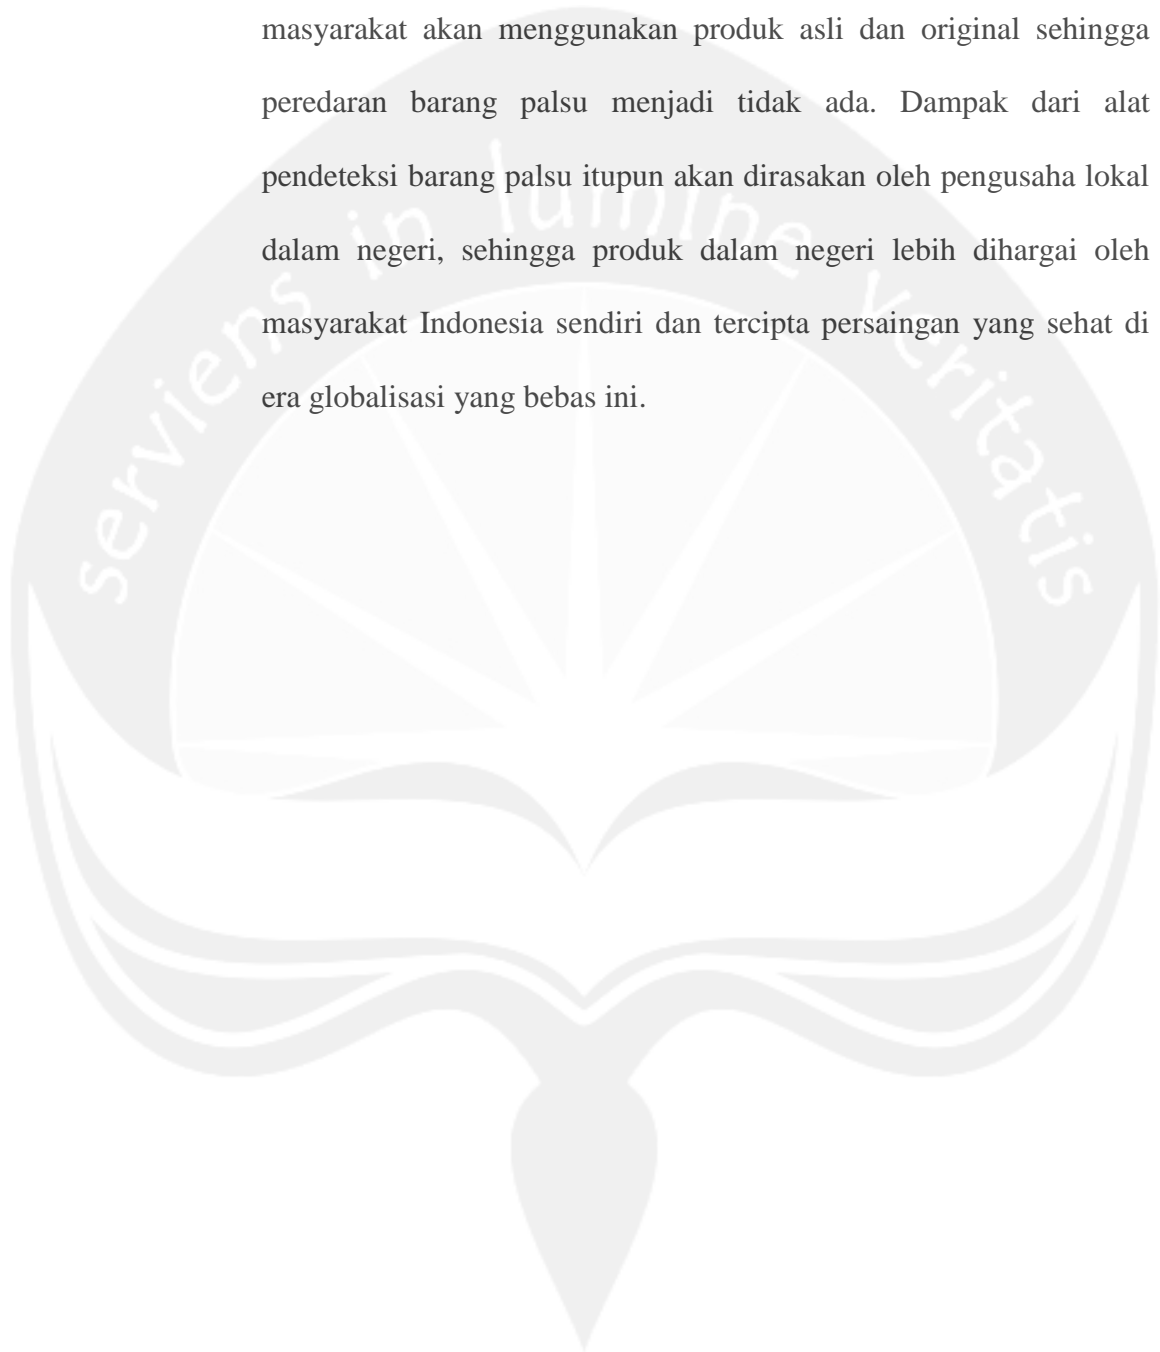 masyarakat akan menggunakan produk asli dan original sehingga
peredaran barang palsu menjadi tidak ada. Dampak dari alat
pendeteksi barang palsu itupun akan dirasakan oleh pengusaha lokal
dalam negeri, sehingga produk dalam negeri lebih dihargai oleh
masyarakat Indonesia sendiri dan tercipta persaingan yang sehat di
era globalisasi yang bebas ini.
serviens in lumine veritatis